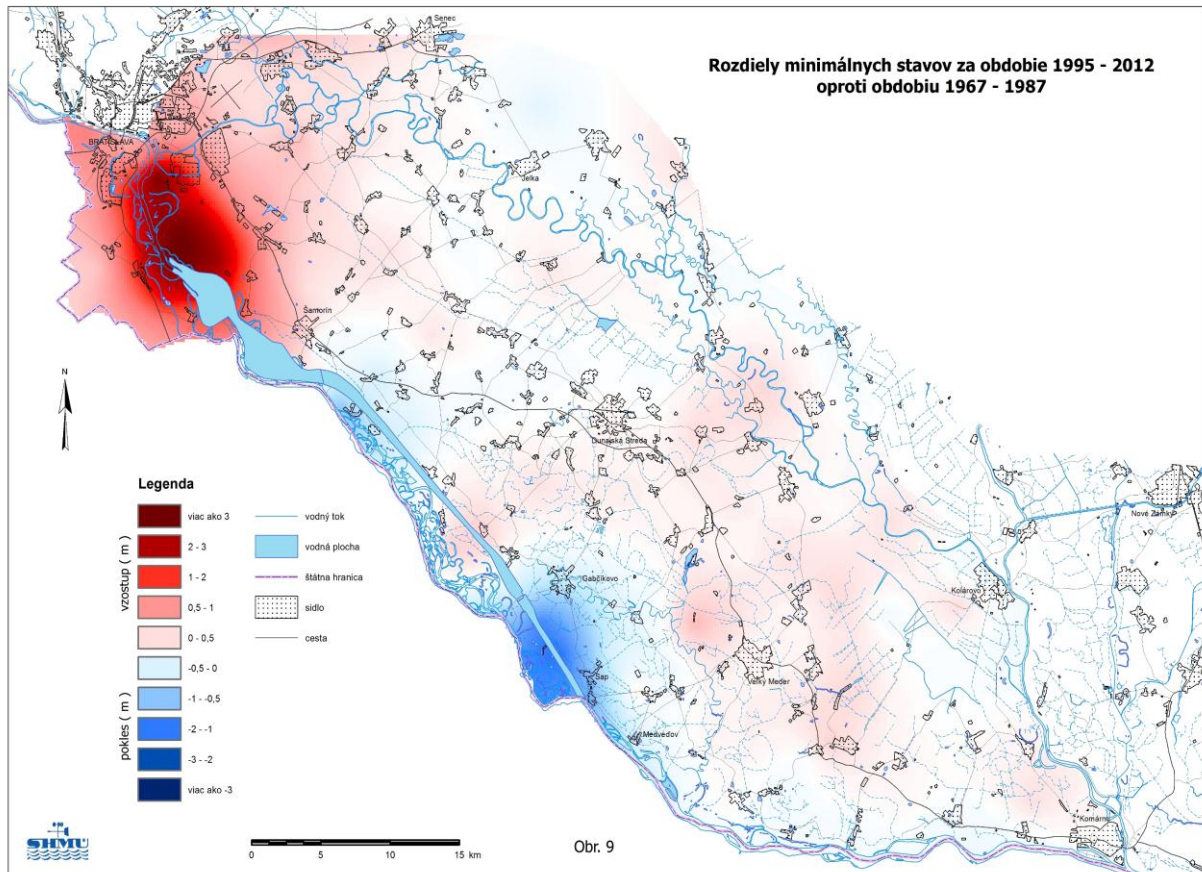 Rozdiely minimálnych stavov za obdobie 1995 - 2012
oproti obdobiu 1967 - 1987
Senec
BRATISLAVA
Jelka
Šamorín
N
Dunajská Streda
Nové Zámky
Gabčíkovo
Kolárovo
Sap
Veľký Meder
Medveďov
Komárno
Legenda
vzostup ( m )
viac ako 3
2 - 3
1 - 2
0,5 - 1
0 - 0,5
-0,5 - 0
pokles ( m )
-1 - -0,5
-2 - -1
-3 - -2
viac ako -3
vodný tok
vodná plocha
štátna hranica
sídlo
cesta
SHMÚ
0 5 10 15 km
Obr. 9